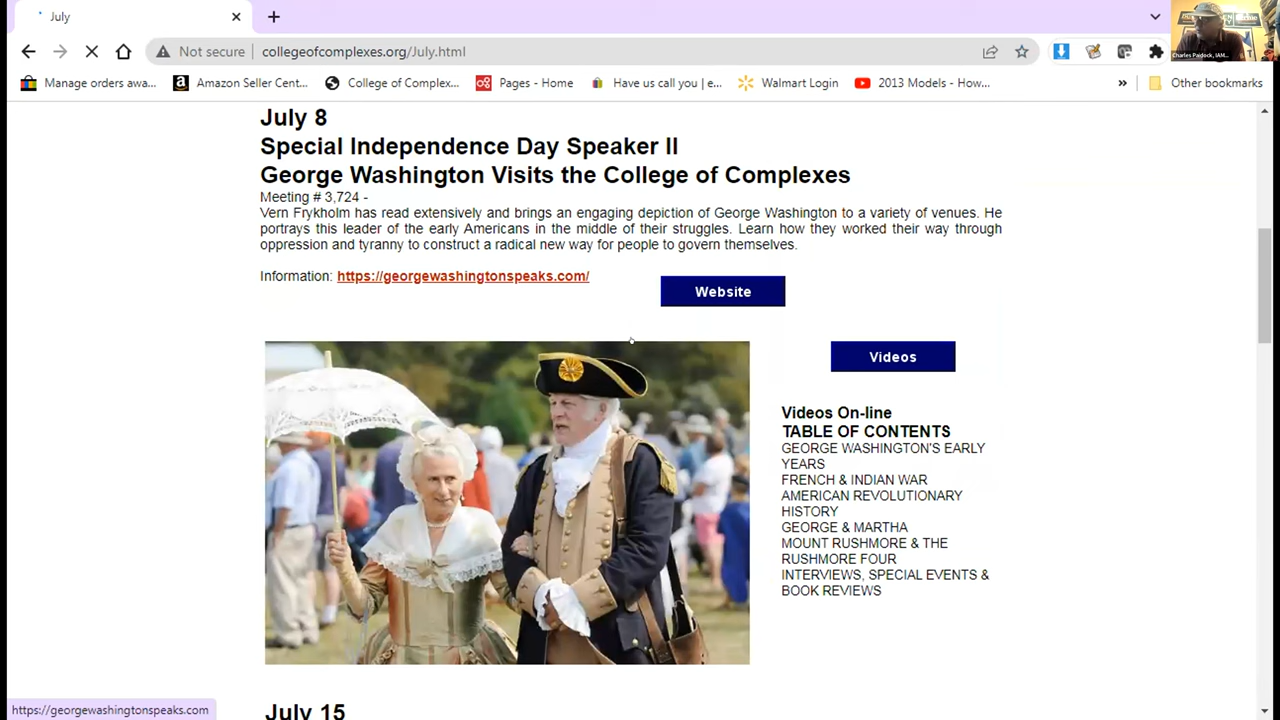 July
Not secure collegeofcomplexes.org/July.html
Charles Paidock, IAM...
Manage orders awa... Amazon Seller Cent... College of Complex... Pages - Home Have us call you | e... Walmart Login 2013 Models - How... » Other bookmarks
July 8
Special Independence Day Speaker II
George Washington Visits the College of Complexes
Meeting # 3,724 -
Vern Frykholm has read extensively and brings an engaging depiction of George Washington to a variety of venues. He
portrays this leader of the early Americans in the middle of their struggles. Learn how they worked their way through
oppression and tyranny to construct a radical new way for people to govern themselves.
Information: https://georgewashingtonspeaks.com/
Website
Videos
Videos On-line
TABLE OF CONTENTS
GEORGE WASHINGTON'S EARLY
YEARS
FRENCH & INDIAN WAR
AMERICAN REVOLUTIONARY
HISTORY
GEORGE & MARTHA
MOUNT RUSHMORE & THE
RUSHMORE FOUR
INTERVIEWS, SPECIAL EVENTS &
BOOK REVIEWS
July 15
https://georgewashingtonspeaks.com